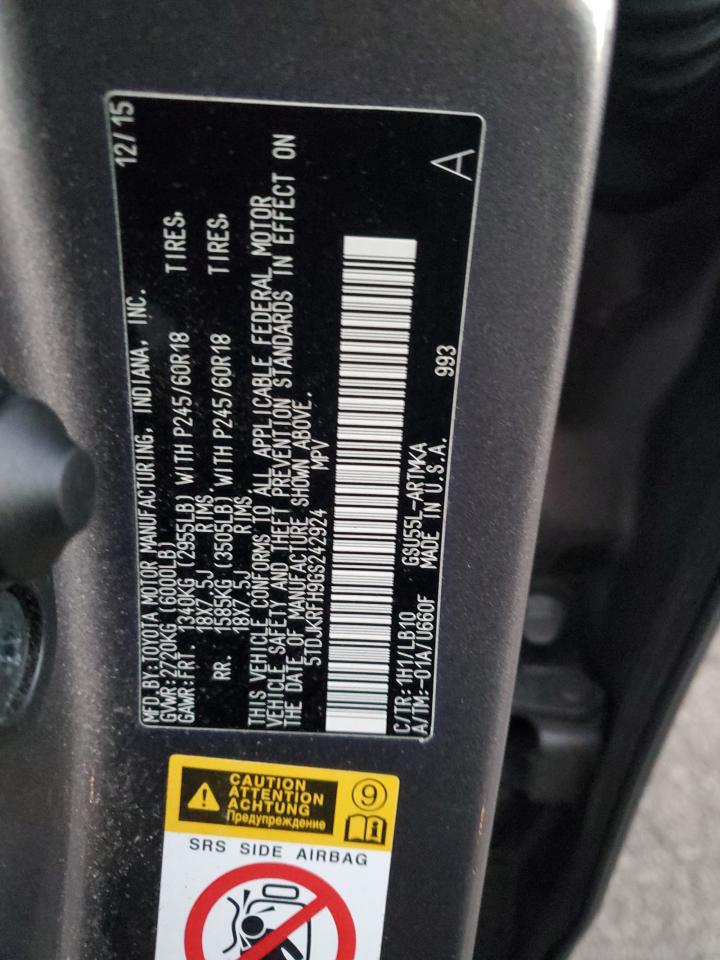 12/15
MFD.BY:TOYOTA MOTOR MANUFACTURING, INDIANA, INC.
GVWR:2720KG (6000LB)
GAWR:FRT. 1340KG (2955LB) WITH P245/60R18 TIRES,
18X7.5J RIMS
RR. 1585KG (3505LB) WITH P245/60R18 TIRES,
18X7.5J RIMS
THIS VEHICLE CONFORMS TO ALL APPLICABLE FEDERAL MOTOR
VEHICLE SAFETY AND THEFT PREVENTION STANDARDS IN EFFECT ON
THE DATE OF MANUFACTURE SHOWN ABOVE.
5TDJKRFH9GS242924 MPV
C/TR:1H1/LB10 GSU55L-ARTMKA 993
A/TM:-01A/U660F MADE IN U.S.A.
A
CAUTION
ATTENTION
ACHTUNG
Предупреждение
9
i
SRS SIDE AIRBAG